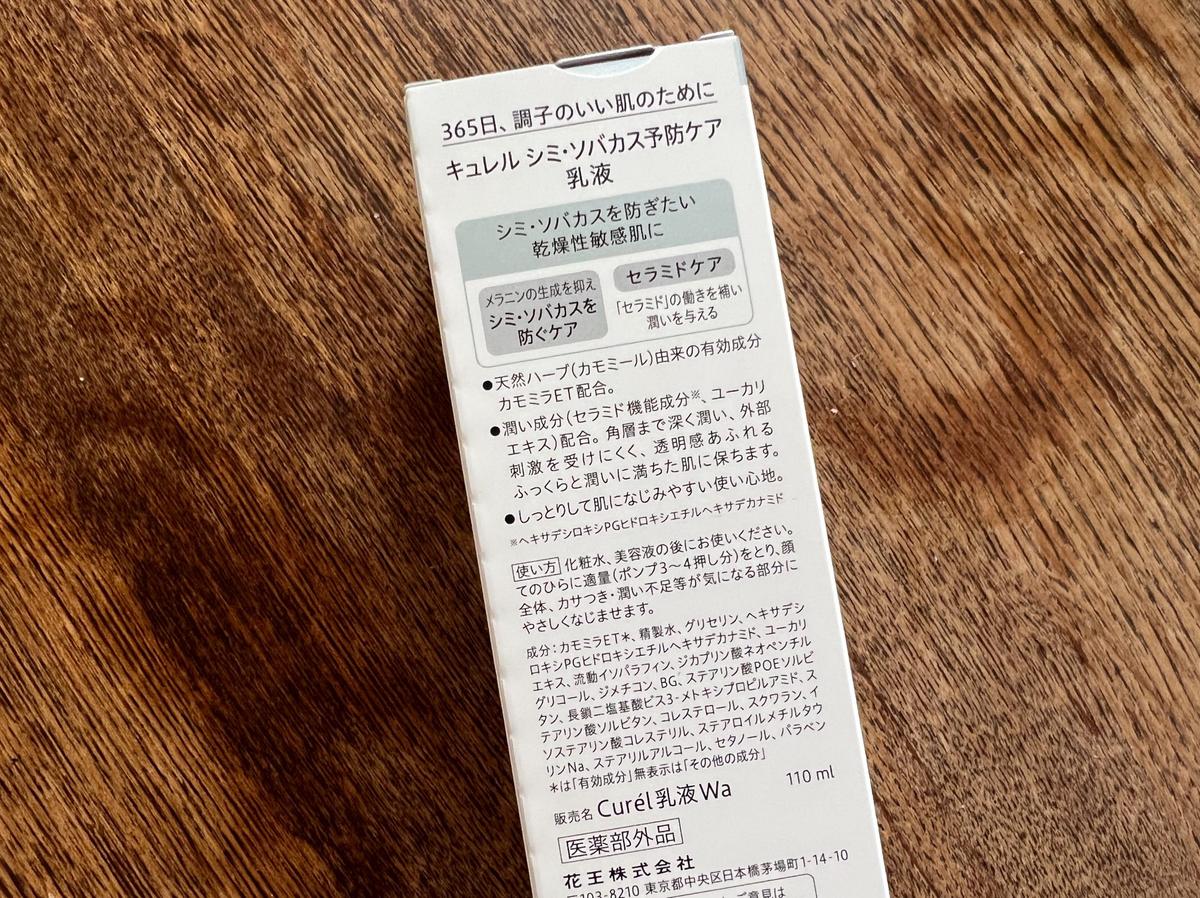 365日、調子のいい肌のために
キュレル シミ・ソバカス予防ケア
乳液
シミ・ソバカスを防ぎたい
乾燥性敏感肌に
メラニンの生成を抑え
シミ・ソバカスを
防ぐケア
セラミドケア
「セラミド」の働きを補い
潤いを与える
●天然ハーブ(カモミール)由来の有効成分
カモミラET配合。
●潤い成分(セラミド機能成分※、ユーカリ
エキス)配合。角層まで深く潤い、外部
刺激を受けにくく、透明感あふれる
ふっくらと潤いに満ちた肌に保ちます。
●しっとりして肌になじみやすい使い心地。
※ヘキサデシロキシPGヒドロキシエチルヘキサデカナミド
使い方 化粧水、美容液の後にお使いください。
てのひらに適量(ポンプ3〜4押し分)をとり、顔
全体、カサつき・潤い不足等が気になる部分に
やさしくなじませます。
成分：カモミラET＊、精製水、グリセリン、ヘキサデシ
ロキシPGヒドロキシエチルヘキサデカナミド、ユーカリ
エキス、流動イソパラフィン、ジカプリン酸ネオペンチル
グリコール、ジメチコン、BG、ステアリン酸POEソルビ
タン、長鎖二塩基酸ビス3-メトキシプロピルアミド、ス
テアリン酸ソルビタン、コレステロール、スクワラン、イ
ソステアリン酸コレステリル、ステアロイルメチルタウ
リンNa、ステアリルアルコール、セタノール、パラベン
＊は「有効成分」無表示は「その他の成分」
販売名 Curél乳液Wa 110 ml
医薬部外品
花王株式会社
〒103-8210 東京都中央区日本橋茅場町1-14-10
ご意見は